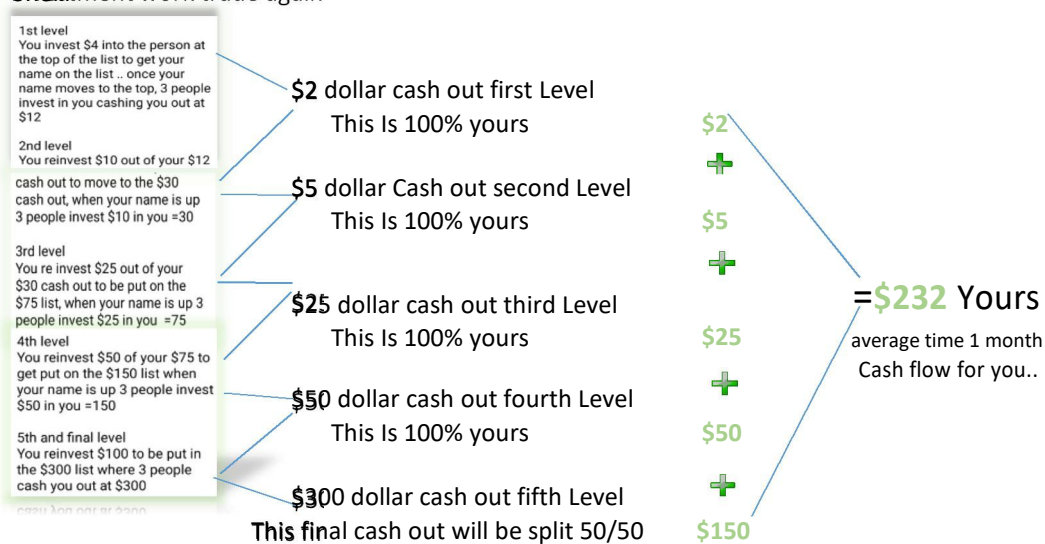 work trade again
1st level
You invest $4 into the person at
the top of the list to get your
name on the list .. once your
name moves to the top, 3 people
invest in you cashing you out at
$12
2nd level
You reinvest $10 out of your $12
cash out to move to the $30
cash out, when your name is up
3 people invest $10 in you =30
3rd level
You re invest $25 out of your
$30 cash out to be put on the
$75 list, when your name is up 3
people invest $25 in you =75
4th level
You reinvest $50 of your $75 to
get put on the $150 list when
your name is up 3 people invest
$50 in you =150
5th and final level
You reinvest $100 to be put in
the $300 list where 3 people
cash you out at $300
$2 dollar cash out first Level
This Is 100% yours
$5 dollar Cash out second Level
This Is 100% yours
$25 dollar cash out third Level
This Is 100% yours
$50 dollar cash out fourth Level
This Is 100% yours
$300 dollar cash out fifth Level
This final cash out will be split 50/50
$2
+
$5
+
$25
+
$50
+
$150
=$232 Yours
average time 1 month
Cash flow for you..